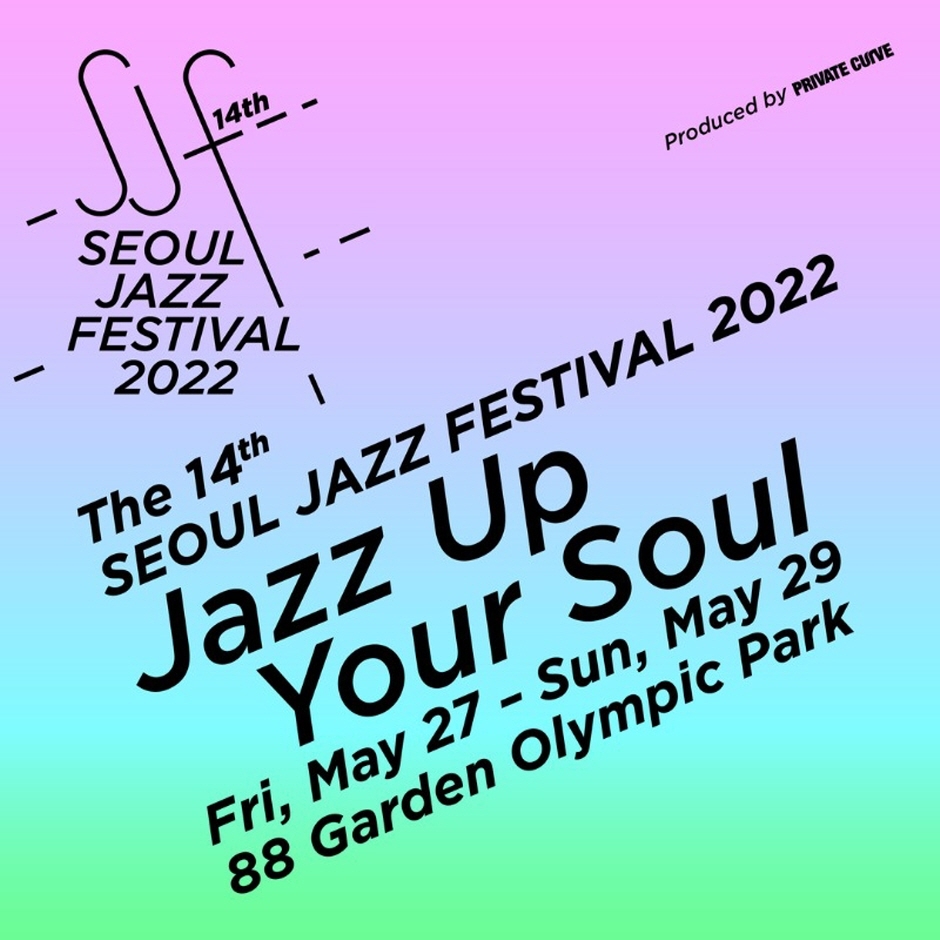 sjf
14th
SEOUL
JAZZ
FESTIVAL
2022
Produced by PRIVATE CURVE
The 14th
SEOUL JAZZ FESTIVAL 2022
Jazz Up
Your Soul
Fri, May 27 - Sun, May 29
88 Garden Olympic Park